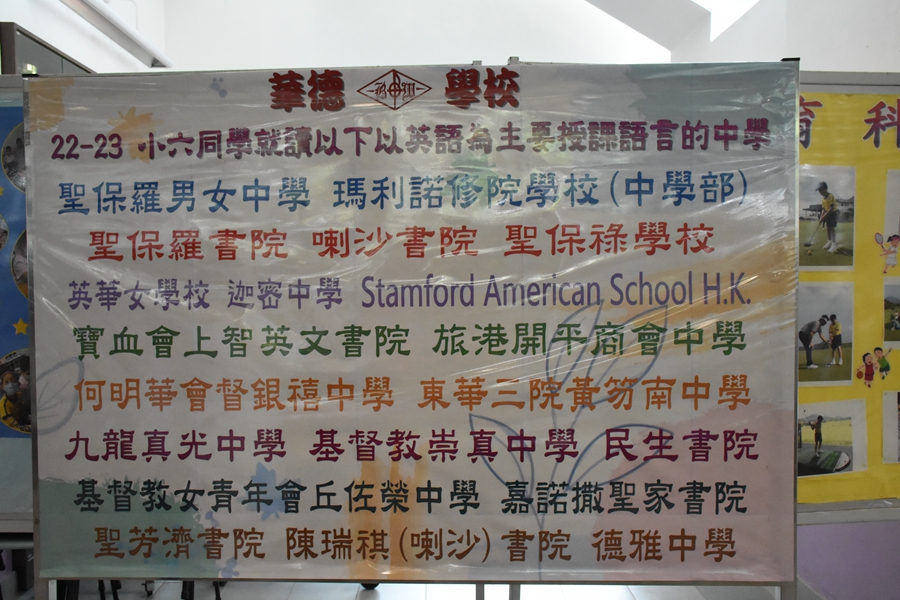 華德 學校
22-23 小六同學就讀以下以英語為主要授課語言的中學
聖保羅男女中學 瑪利諾修院學校(中學部)
聖保羅書院 喇沙書院 聖保祿學校
英華女學校 迦密中學 Stamford American School H.K.
寶血會上智英文書院 旅港開平商會中學
何明華會督銀禧中學 東華三院黃笏南中學
九龍真光中學 基督教崇真中學 民生書院
基督教女青年會丘佐榮中學 嘉諾撒聖家書院
聖芳濟書院 陳瑞祺(喇沙)書院 德雅中學
育 科